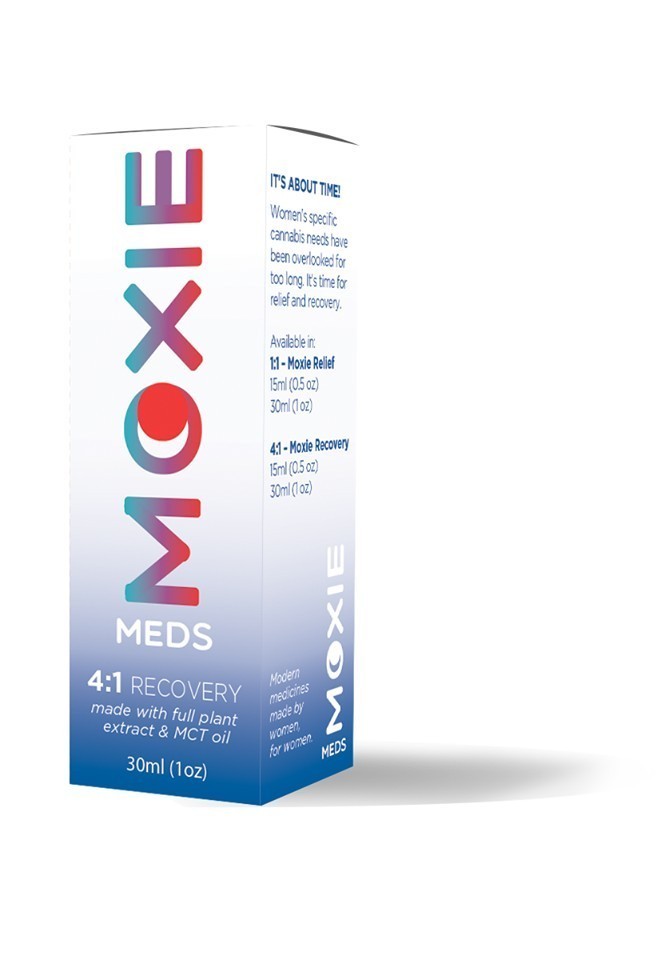 MOXIE
MEDS
4:1 RECOVERY
made with full plant
extract & MCT oil
30ml (1oz)
IT'S ABOUT TIME!
Women's specific
cannabis needs have
been overlooked for
too long. It's time for
relief and recovery.
Available in:
1:1 - Moxie Relief
15ml (0.5 oz)
30ml (1 oz)
4:1 - Moxie Recovery
15ml (0.5 oz)
30ml (1 oz)
Modern
medicines
made by
women,
for women.
MOXIE
MEDS